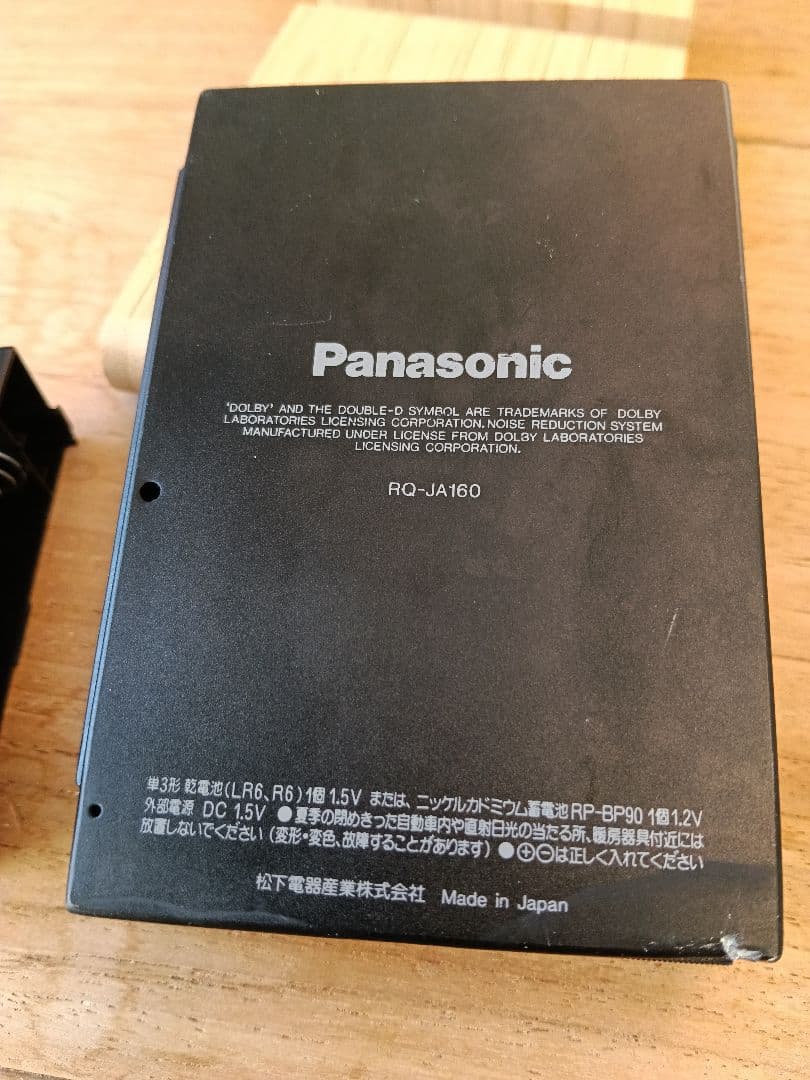 Panasonic
'DOLBY' AND THE DOUBLE-D SYMBOL ARE TRADEMARKS OF DOLBY
LABORATORIES LICENSING CORPORATION. NOISE REDUCTION SYSTEM
MANUFACTURED UNDER LICENSE FROM DOLBY LABORATORIES
LICENSING CORPORATION.
RQ-JA160
単3形 乾電池(LR6、R6)1個 1.5V または、ニッケルカドミウム蓄電池 RP-BP90 1個 1.2V
外部電源 DC 1.5V ●夏季の閉めきった自動車内や直射日光の当たる所、暖房器具付近には
放置しないでください(変形・変色、故障することがあります) ●⊕⊖は正しく入れてください
松下電器産業株式会社 Made in Japan